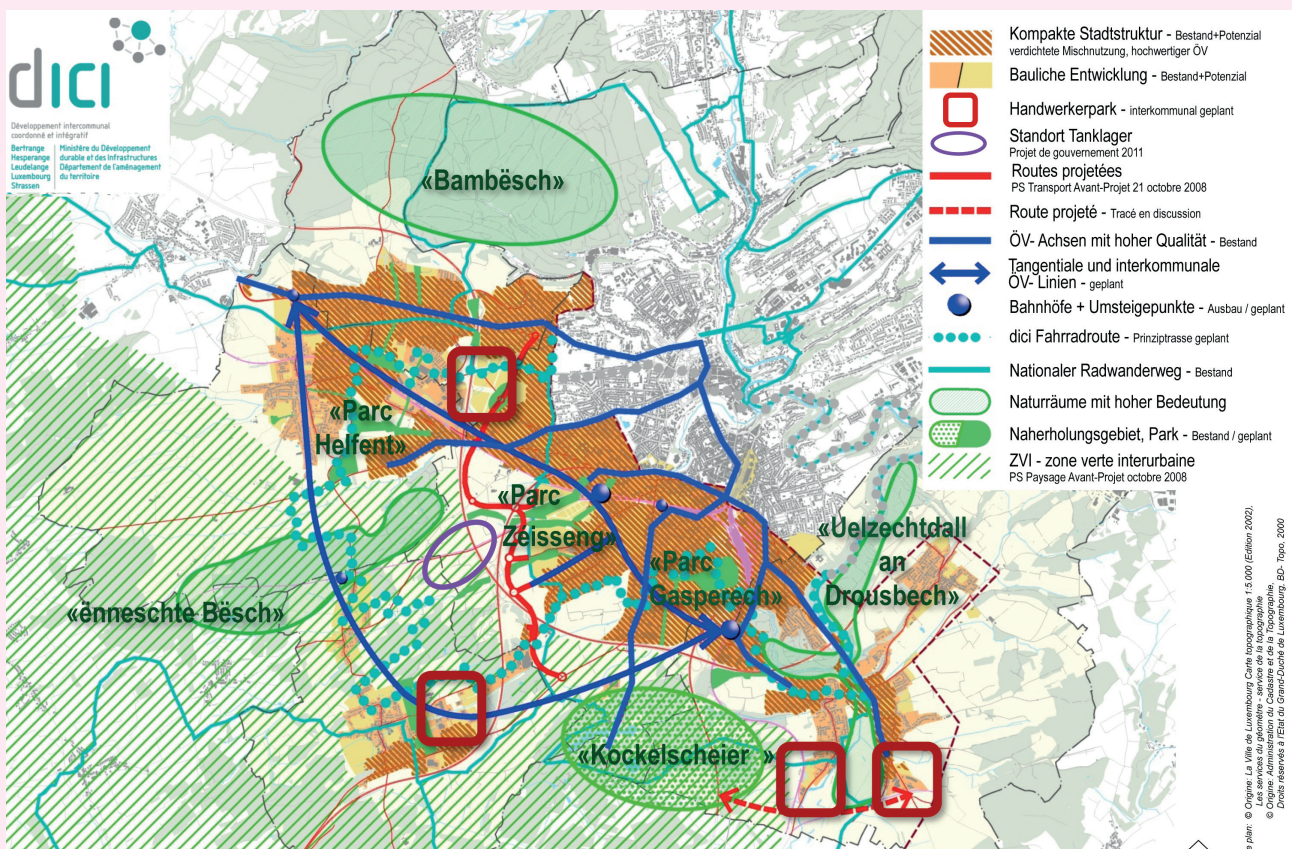 dici
Développement intercommunal
coordonné et intégratif
Bertrange
Hesperange
Leudelange
Luxembourg
Strassen
Ministère du Développement
durable et des Infrastructures
Département de l'aménagement
du territoire
«Bambësch»
«Parc
Helfent»
«Parc
Zeisseng»
«Parc
Gasperech»
«Uelzechtdall
an
Drousbech»
«ënneschte Bësch»
«Kockelscheier »
Kompakte Stadtstruktur - Bestand+Potenzial
verdichtete Mischnutzung, hochwertiger ÖV
Bauliche Entwicklung - Bestand+Potenzial
Handwerkerpark - interkommunal geplant
Standort Tanklager
Projet de gouvernement 2011
Routes projetées
PS Transport Avant-Projet 21 octobre 2008
Route projeté - Tracé en discussion
ÖV- Achsen mit hoher Qualität - Bestand
Tangentiale und interkommunale
ÖV- Linien - geplant
Bahnhöfe + Umsteigepunkte - Ausbau / geplant
dici Fahrradroute - Prinziptrasse geplant
Nationaler Radwanderweg - Bestand
Naturräume mit hoher Bedeutung
Naherholungsgebiet, Park - Bestand / geplant
ZVI - zone verte interurbaine
PS Paysage Avant-Projet octobre 2008
plan: © Origine: La Ville de Luxembourg Carte topographique 1:5.000 (Edition 2002),
Les services du géomètre - service de la topographie
© Origine: Administration du Cadastre et de la Topographie,
Droits réservés à l'Etat du Grand-Duché de Luxembourg, BD- Topo, 2000